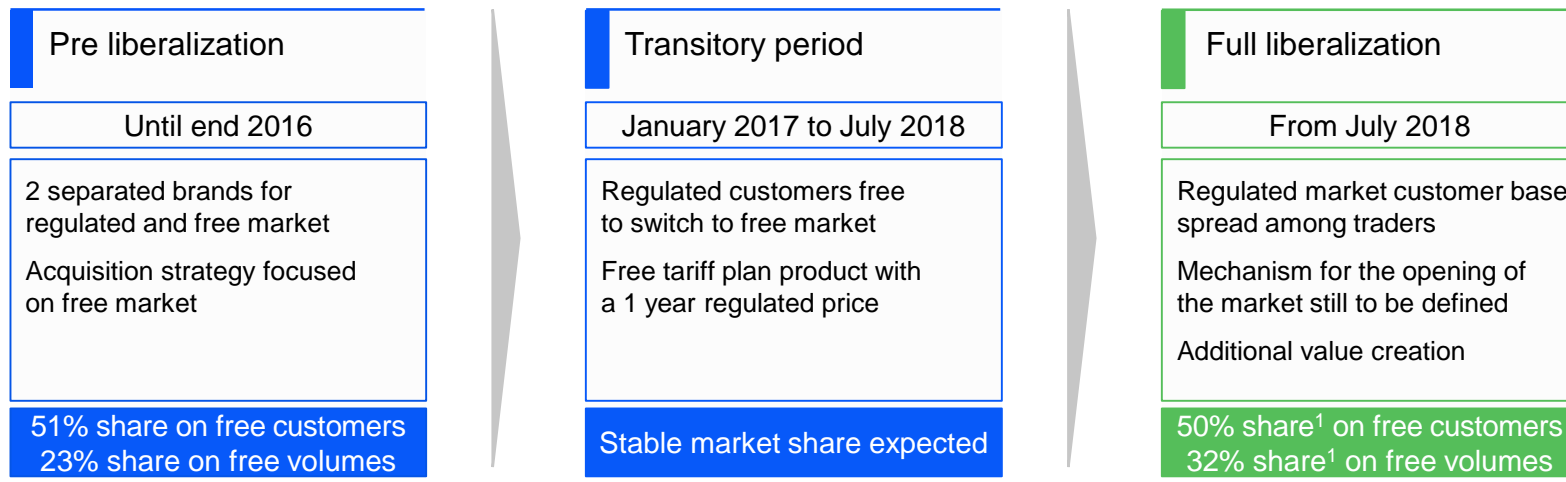 Pre liberalization
Until end 2016
2 separated brands for
regulated and free market
Acquisition strategy focused
on free market
51% share on free customers
23% share on free volumes
Transitory period
January 2017 to July 2018
Regulated customers free
to switch to free market
Free tariff plan product with
a 1 year regulated price
Stable market share expected
Full liberalization
From July 2018
Regulated market customer base
spread among traders
Mechanism for the opening of
the market still to be defined
Additional value creation
50% share¹ on free customers
32% share¹ on free volumes